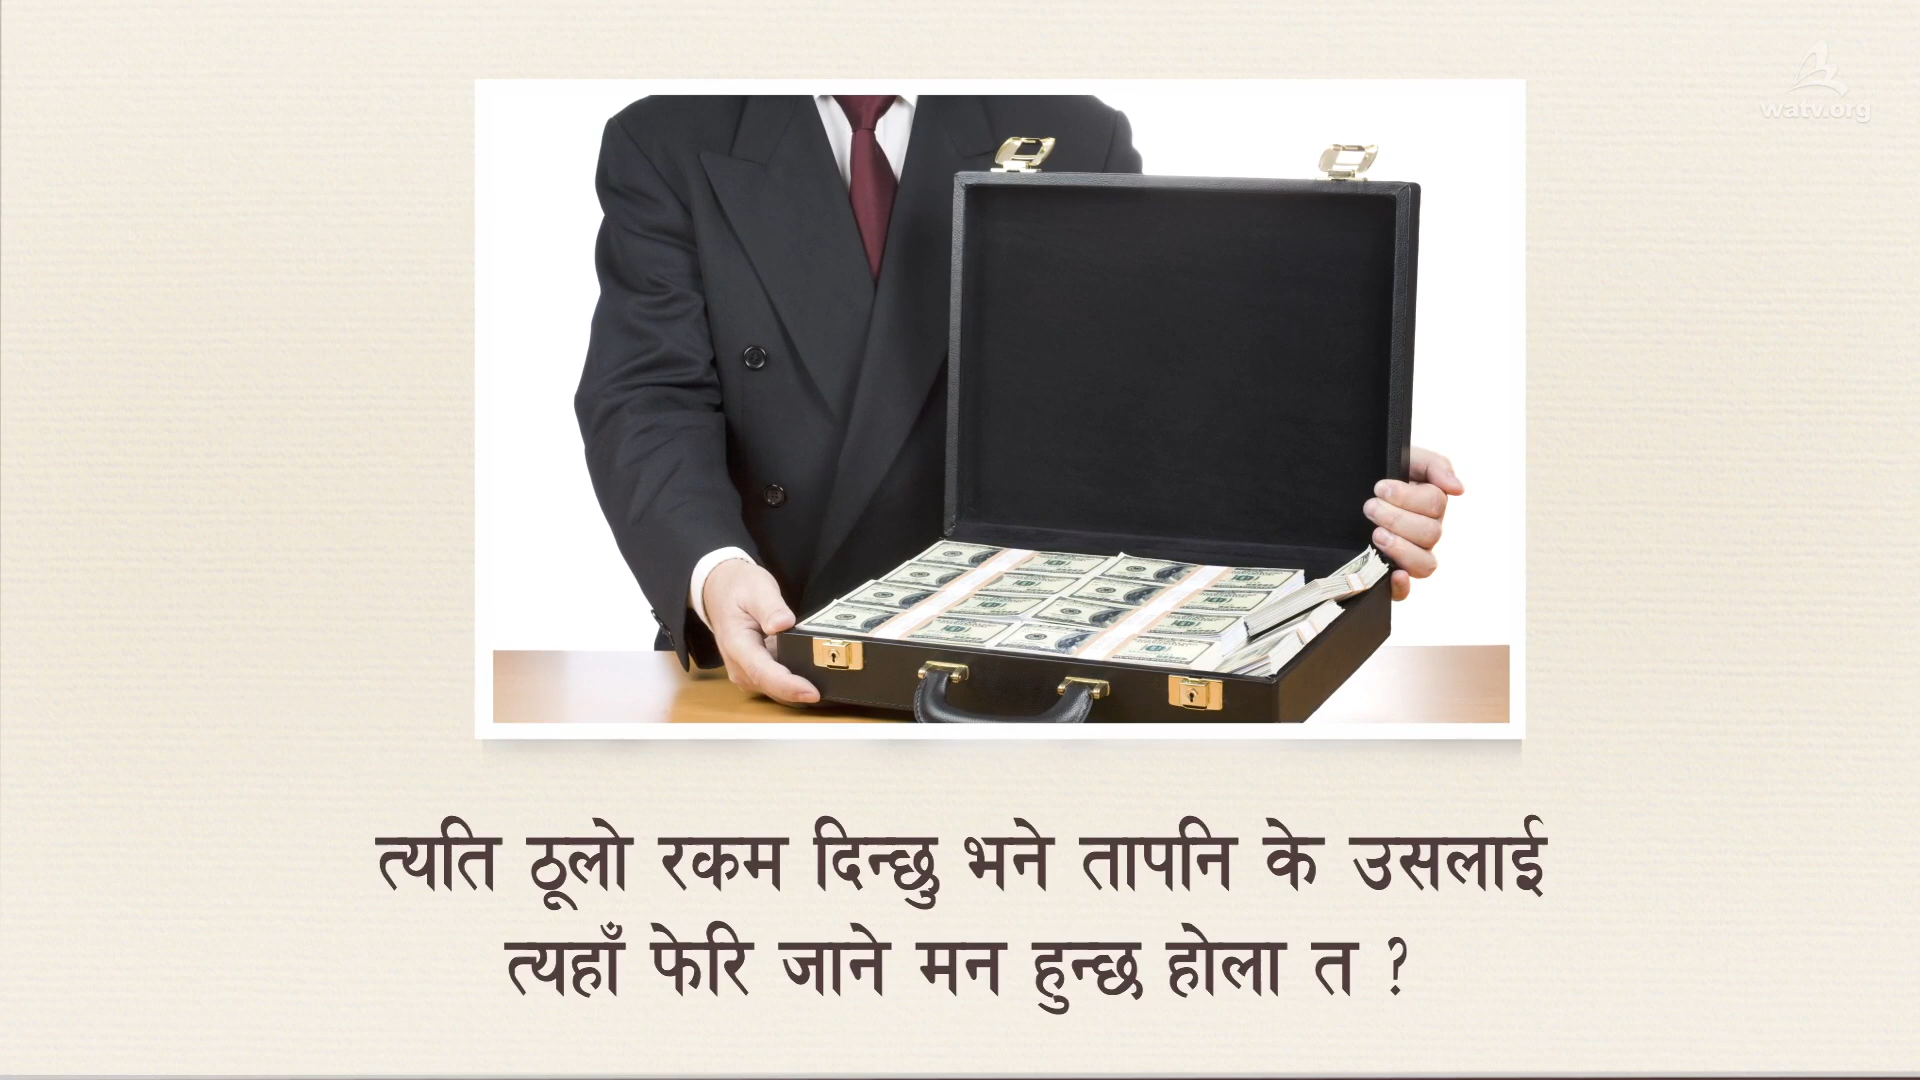 watv.org
त्यति ठूलो रकम दिन्छु भने तापनि के उसलाई
त्यहाँ फेरि जाने मन हुन्छ होला त ?